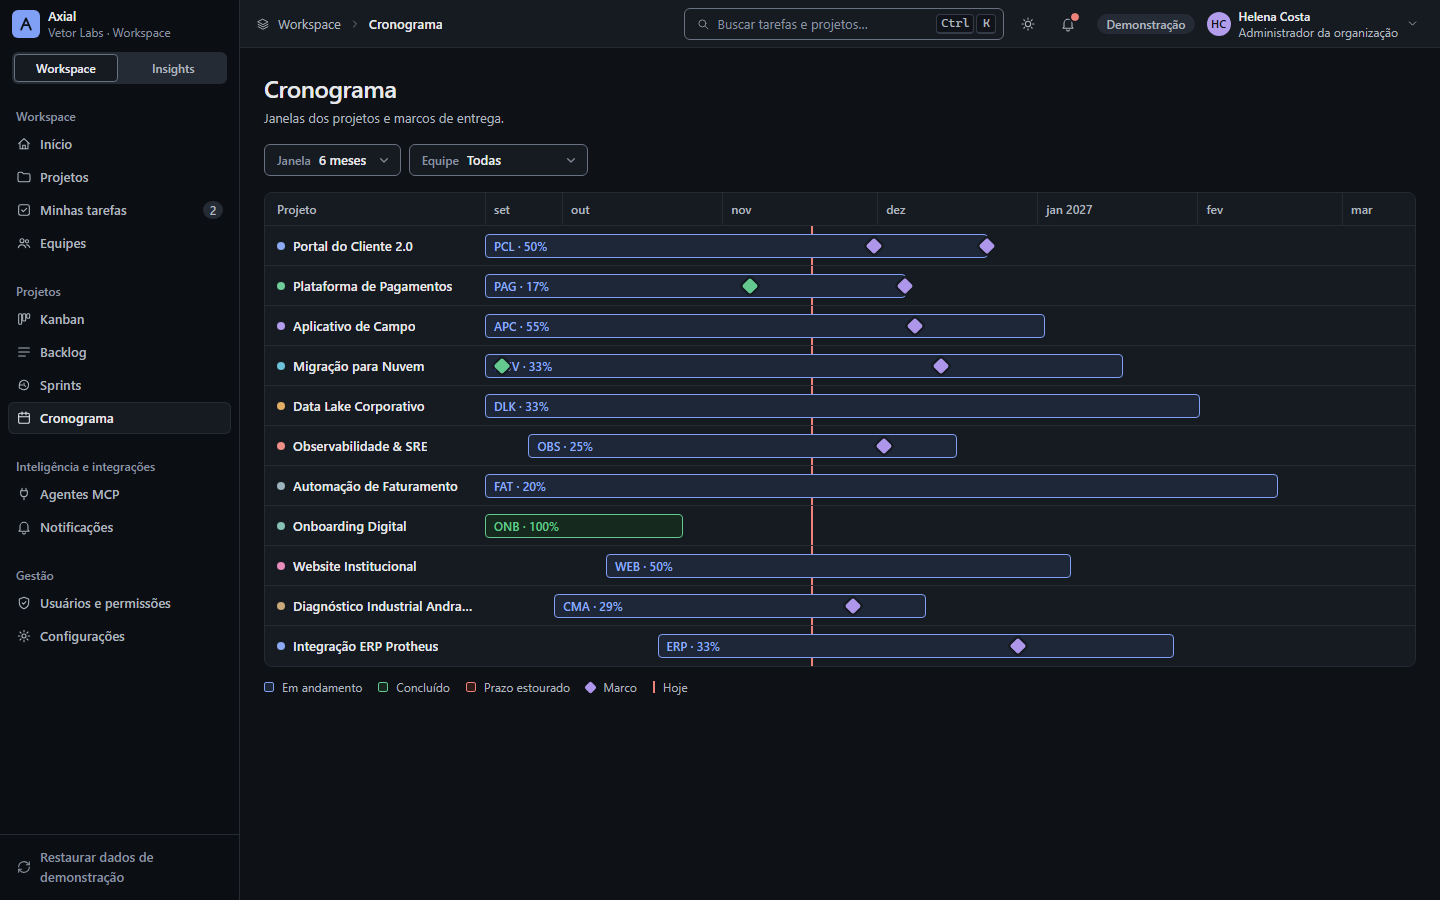 Axial
Vetor Labs · Workspace
Workspace
Insights
Workspace
Início
Projetos
Minhas tarefas
2
Equipes
Projetos
Kanban
Backlog
Sprints
Cronograma
Inteligência e integrações
Agentes MCP
Notificações
Gestão
Usuários e permissões
Configurações
Restaurar dados de
demonstração
Workspace
Cronograma
Buscar tarefas e projetos...
Ctrl K
Demonstração
HC
Helena Costa
Administrador da organização
Cronograma
Janelas dos projetos e marcos de entrega.
Janela 6 meses
Equipe Todas
Projeto set out nov dez jan 2027 fev mar
Portal do Cliente 2.0 PCL · 50%
Plataforma de Pagamentos PAG · 17%
Aplicativo de Campo APC · 55%
Migração para Nuvem V · 33%
Data Lake Corporativo DLK · 33%
Observabilidade & SRE OBS · 25%
Automação de Faturamento FAT · 20%
Onboarding Digital ONB · 100%
Website Institucional WEB · 50%
Diagnóstico Industrial Andra... CMA · 29%
Integração ERP Protheus ERP · 33%
Em andamento Concluído Prazo estourado Marco Hoje